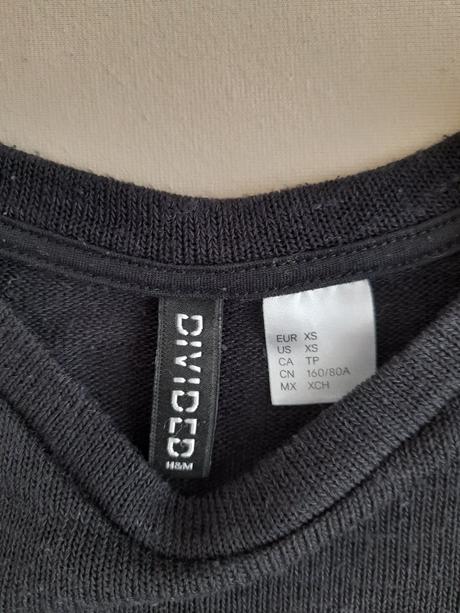 DIVIDED
H&M
EUR XS
US XS
CA TP
CN 160/80A
MX XCH